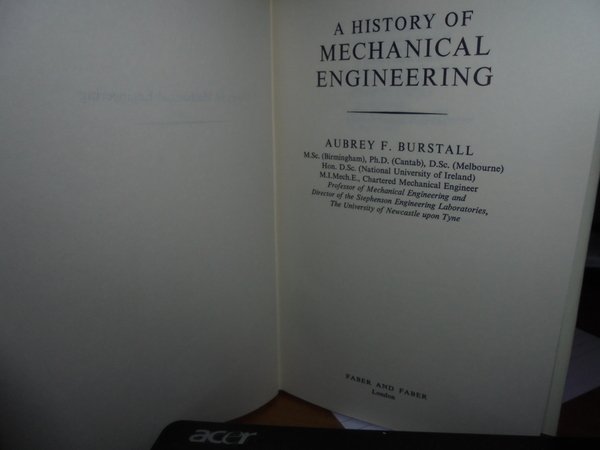 A HISTORY OF
MECHANICAL
ENGINEERING
AUBREY F. BURSTALL
M.Sc. (Birmingham), Ph.D. (Cantab), D.Sc. (Melbourne)
Hon. D.Sc. (National University of Ireland)
M.I.Mech.E., Chartered Mechanical Engineer
Professor of Mechanical Engineering and
Director of the Stephenson Engineering Laboratories,
The University of Newcastle upon Tyne
FABER AND FABER
London
acer